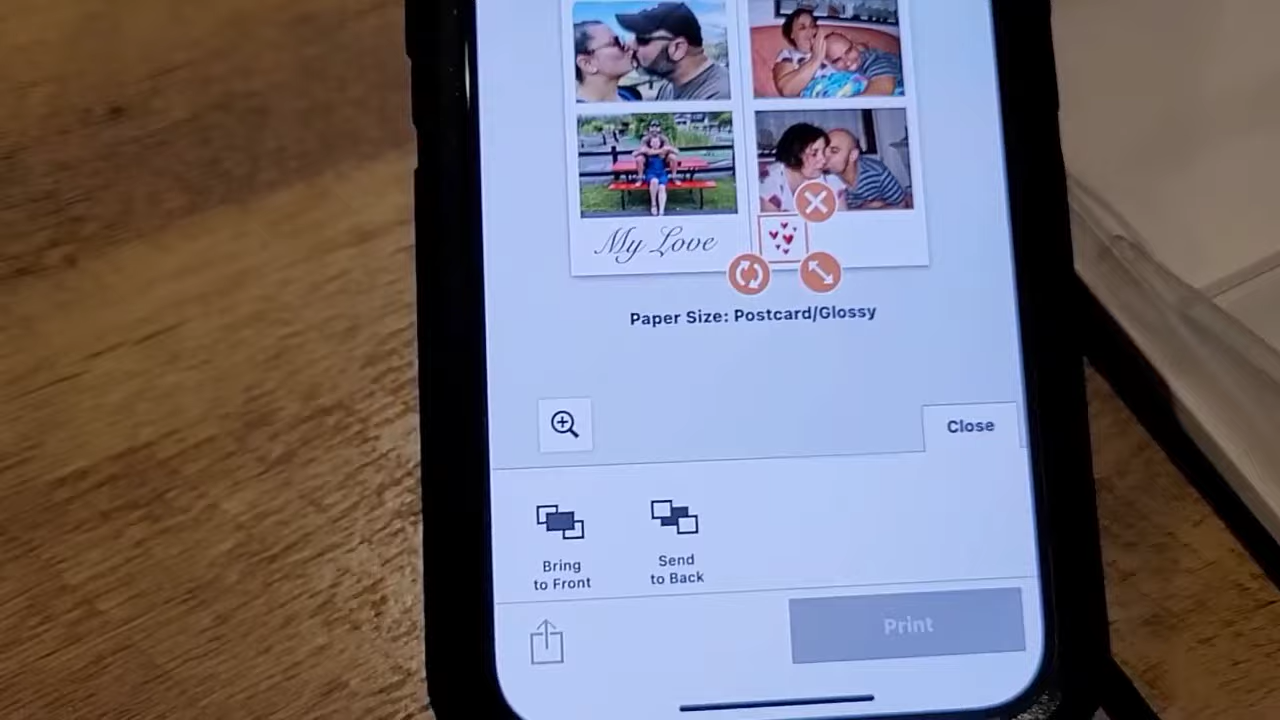 My Love
Paper Size: Postcard/Glossy
Close
Bring
to Front
Send
to Back
Print